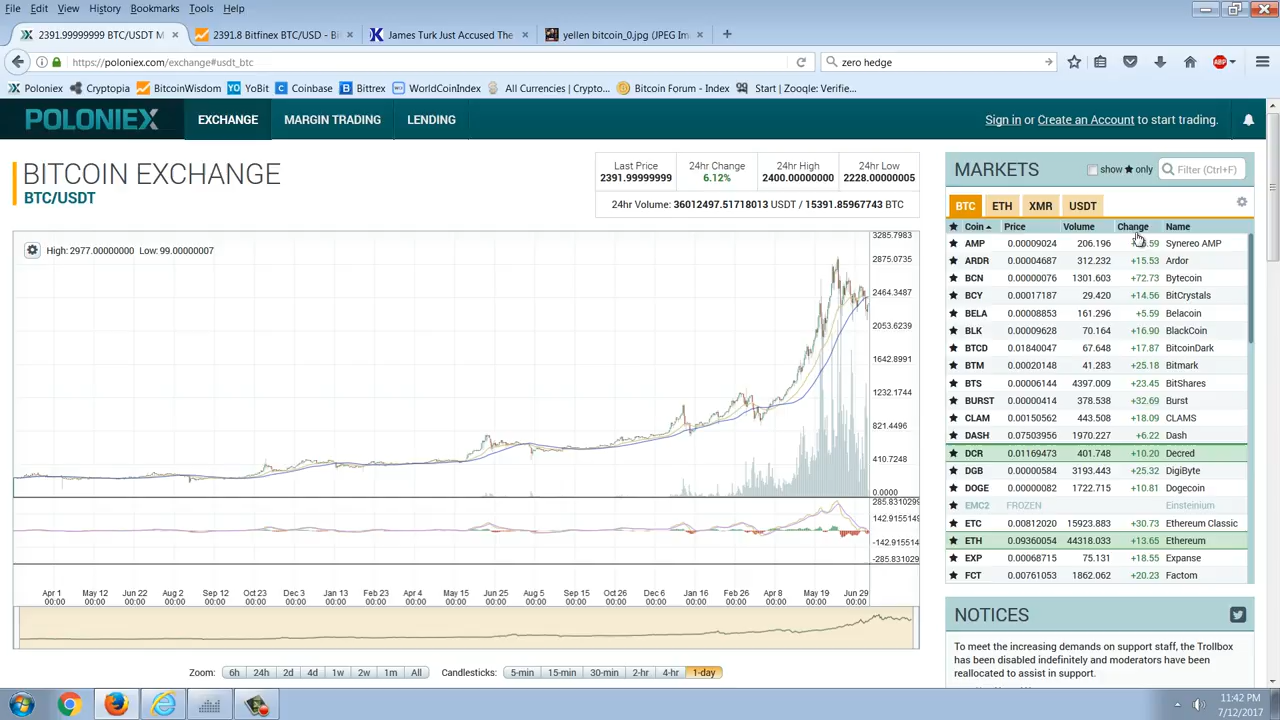 File Edit View History Bookmarks Tools Help
2391.99999999 BTC/USDT M
2391.8 Bitfinex BTC/USD - Bi
James Turk Just Accused The
yellen bitcoin_0.jpg (JPEG Im
https://poloniex.com/exchange#usdt_btc
zero hedge
ABP
Poloniex Cryptopia BitcoinWisdom YoBit Coinbase Bittrex WorldCoinIndex All Currencies | Crypto... Bitcoin Forum - Index Start | Zooqle: Verifie...
POLONIEX EXCHANGE MARGIN TRADING LENDING Sign in or Create an Account to start trading.
BITCOIN EXCHANGE
BTC/USDT
Last Price 24hr Change 24hr High 24hr Low
2391.99999999 6.12% 2400.00000000 2228.00000005
24hr Volume: 36012497.51718013 USDT / 15391.85967743 BTC
High: 2977.00000000 Low: 99.00000007
3285.7983
2875.0735
2464.3487
2053.6239
1642.8991
1232.1744
821.4496
410.7248
0.0000
285.8310299
142.915514
-142.915514
-285.831029
Apr 1 May 12 Jun 22 Aug 2 Sep 12 Oct 23 Dec 3 Jan 13 Feb 23 Apr 4 May 15 Jun 25 Aug 5 Sep 15 Oct 26 Dec 6 Jan 16 Feb 26 Apr 8 May 19 Jun 29
00:00 00:00 00:00 00:00 00:00 00:00 00:00 00:00 00:00 00:00 00:00 00:00 00:00 00:00 00:00 00:00 00:00 00:00 00:00 00:00 00:00
Zoom: 6h 24h 2d 4d 1w 2w 1m All Candlesticks: 5-min 15-min 30-min 2-hr 4-hr 1-day
MARKETS show ★ only Filter (Ctrl+F)
BTC ETH XMR USDT
Coin Price Volume Change Name
AMP 0.00009024 206.196 Synereo AMP
ARDR 0.00004687 312.232 +15.53 Ardor
BCN 0.00000076 1301.603 +72.73 Bytecoin
BCY 0.00017187 29.420 +14.56 BitCrystals
BELA 0.00008853 161.296 +5.59 Belacoin
BLK 0.00009628 70.164 +16.90 BlackCoin
BTCD 0.01840047 67.648 +17.87 BitcoinDark
BTM 0.00020148 41.283 +25.18 Bitmark
BTS 0.00006144 4397.009 +23.45 BitShares
BURST 0.00000414 378.538 +32.69 Burst
CLAM 0.00150562 443.508 +18.09 CLAMS
DASH 0.07503956 1970.227 +6.22 Dash
DCR 0.01169473 401.748 +10.20 Decred
DGB 0.00000584 3193.443 +25.32 DigiByte
DOGE 0.00000082 1722.715 +10.81 Dogecoin
EMC2 FROZEN Einsteinium
ETC 0.00812020 15923.883 +30.73 Ethereum Classic
ETH 0.09360054 44318.033 +13.65 Ethereum
EXP 0.00068715 75.131 +18.55 Expanse
FCT 0.00761053 1862.062 +20.23 Factom
NOTICES
To meet the increasing demands on support staff, the Trollbox
has been disabled indefinitely and moderators have been
reallocated to assist in support.
11:42 PM
7/12/2017